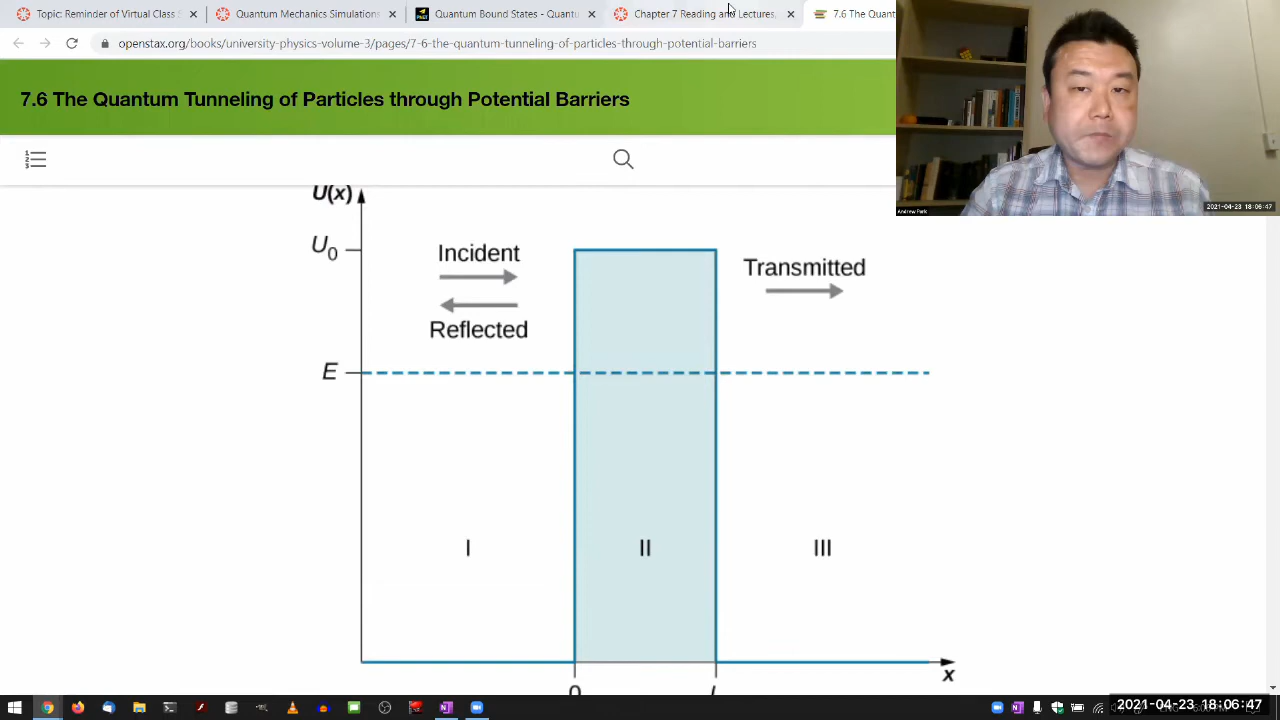 Topic: Reminder of Virtual S
Quantum Mechanics Simulation
Quantum Bound States - Quantu
Chapter 7 Reading and Lectures
7.6 The Quant
openstax.org/books/university-physics-volume-3/pages/7-6-the-quantum-tunneling-of-particles-through-potential-barriers
7.6 The Quantum Tunneling of Particles through Potential Barriers
U(x)
U0
Incident
Reflected
Transmitted
E
I
II
III
0
L
x
Andrew Park
2021-04-23 18:06:47
2021-04-23 18:06:47